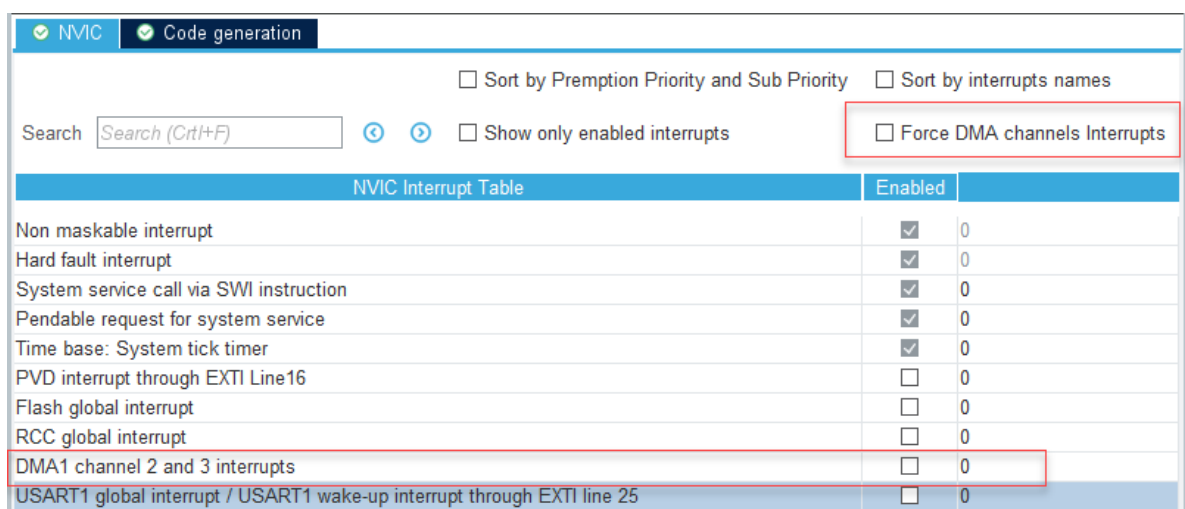 NVIC Code generation
Sort by Premption Priority and Sub Priority Sort by interrupts names
Search Search (Crtl+F) Show only enabled interrupts Force DMA channels Interrupts
NVIC Interrupt Table Enabled
Non maskable interrupt 0
Hard fault interrupt 0
System service call via SWI instruction 0
Pendable request for system service 0
Time base: System tick timer 0
PVD interrupt through EXTI Line16 0
Flash global interrupt 0
RCC global interrupt 0
DMA1 channel 2 and 3 interrupts 0
USART1 global interrupt / USART1 wake-up interrupt through EXTI line 25 0